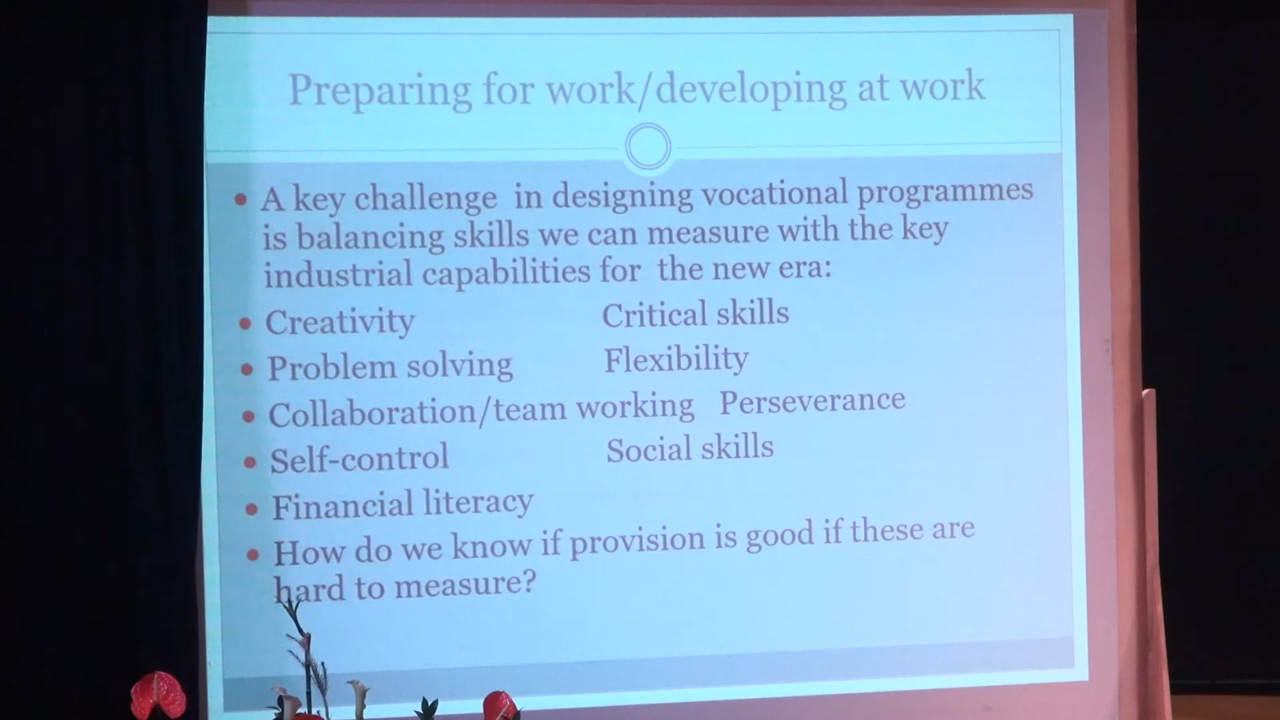 Preparing for work/developing at work
• A key challenge in designing vocational programmes
is balancing skills we can measure with the key
industrial capabilities for the new era:
• Creativity Critical skills
• Problem solving Flexibility
• Collaboration/team working Perseverance
• Self-control Social skills
• Financial literacy
• How do we know if provision is good if these are
hard to measure?